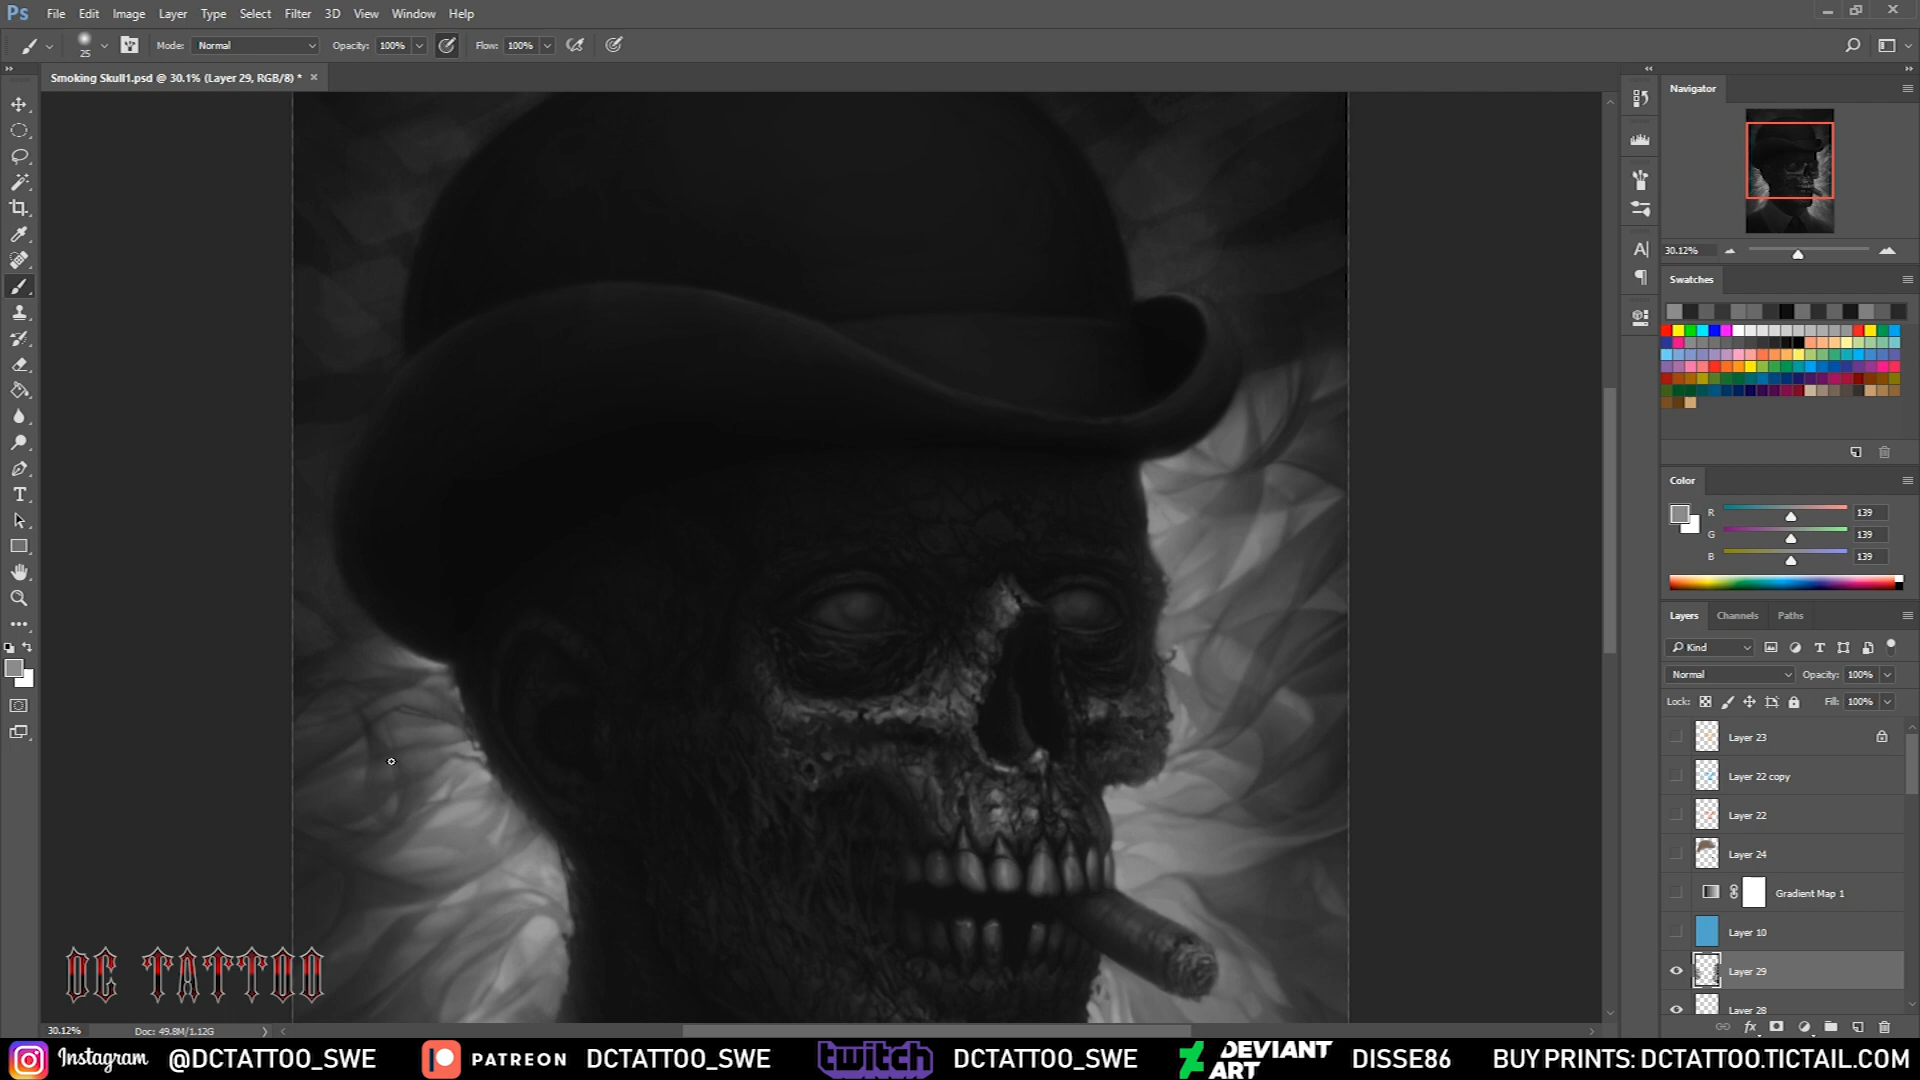 Ps File Edit Image Layer Type Select Filter 3D View Window Help
25 Mode: Normal Opacity: 100% Flow: 100%
Smoking Skull1.psd @ 30.1% (Layer 29, RGB/8) *
Navigator
30.12%
Swatches
Color
R 139
G 139
B 139
Layers Channels Paths
Kind
Normal Opacity: 100%
Lock: Fill: 100%
Layer 23
Layer 22 copy
Layer 22
Layer 24
Gradient Map 1
Layer 10
Layer 29
Layer 28
DC TATTOO
30.12% Doc: 49.8M/1.12G
Instagram @DCTATTOO_SWE PATREON DCTATTOO_SWE twitch DCTATTOO_SWE DEVIANT ART DISSE86 BUY PRINTS: DCTATTOO.TICTAIL.COM